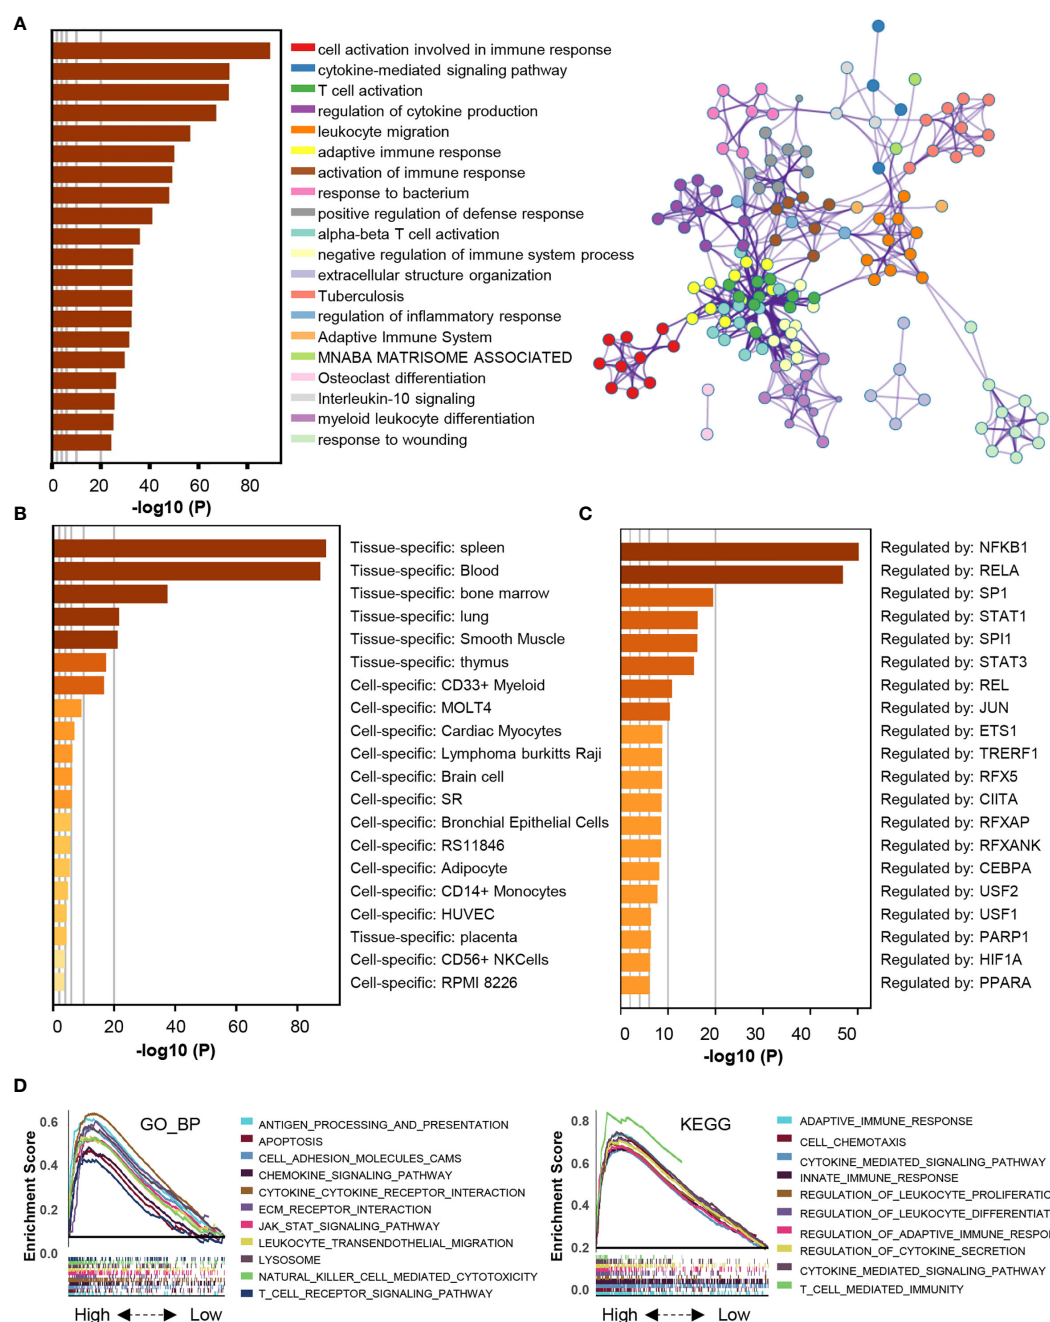 A
cell activation involved in immune response
cytokine-mediated signaling pathway
T cell activation
regulation of cytokine production
leukocyte migration
adaptive immune response
activation of immune response
response to bacterium
positive regulation of defense response
alpha-beta T cell activation
negative regulation of immune system process
extracellular structure organization
Tuberculosis
regulation of inflammatory response
Adaptive Immune System
MNABA MATRISOME ASSOCIATED
Osteoclast differentiation
Interleukin-10 signaling
myeloid leukocyte differentiation
response to wounding
0 20 40 60 80
-log10 (P)
B
Tissue-specific: spleen
Tissue-specific: Blood
Tissue-specific: bone marrow
Tissue-specific: lung
Tissue-specific: Smooth Muscle
Tissue-specific: thymus
Cell-specific: CD33+ Myeloid
Cell-specific: MOLT4
Cell-specific: Cardiac Myocytes
Cell-specific: Lymphoma burkitts Raji
Cell-specific: Brain cell
Cell-specific: SR
Cell-specific: Bronchial Epithelial Cells
Cell-specific: RS11846
Cell-specific: Adipocyte
Cell-specific: CD14+ Monocytes
Cell-specific: HUVEC
Tissue-specific: placenta
Cell-specific: CD56+ NKCells
Cell-specific: RPMI 8226
0 20 40 60 80
-log10 (P)
C
Regulated by: NFKB1
Regulated by: RELA
Regulated by: SP1
Regulated by: STAT1
Regulated by: SPI1
Regulated by: STAT3
Regulated by: REL
Regulated by: JUN
Regulated by: ETS1
Regulated by: TRERF1
Regulated by: RFX5
Regulated by: CIITA
Regulated by: RFXAP
Regulated by: RFXANK
Regulated by: CEBPA
Regulated by: USF2
Regulated by: USF1
Regulated by: PARP1
Regulated by: HIF1A
Regulated by: PPARA
0 10 20 30 40 50
-log10 (P)
D
GO_BP
Enrichment Score
0.6
0.4
0.2
0.0
High Low
ANTIGEN_PROCESSING_AND_PRESENTATION
APOPTOSIS
CELL_ADHESION_MOLECULES_CAMS
CHEMOKINE_SIGNALING_PATHWAY
CYTOKINE_CYTOKINE_RECEPTOR_INTERACTION
ECM_RECEPTOR_INTERACTION
JAK_STAT_SIGNALING_PATHWAY
LEUKOCYTE_TRANSENDOTHELIAL_MIGRATION
LYSOSOME
NATURAL_KILLER_CELL_MEDIATED_CYTOTOXICITY
T_CELL_RECEPTOR_SIGNALING_PATHWAY
KEGG
Enrichment Score
0.8
0.6
0.4
0.2
0.0
High Low
ADAPTIVE_IMMUNE_RESPONSE
CELL_CHEMOTAXIS
CYTOKINE_MEDIATED_SIGNALING_PATHWAY
INNATE_IMMUNE_RESPONSE
REGULATION_OF_LEUKOCYTE_PROLIFERATIO
REGULATION_OF_LEUKOCYTE_DIFFERENTIAT
REGULATION_OF_ADAPTIVE_IMMUNE_RESPO
REGULATION_OF_CYTOKINE_SECRETION
CYTOKINE_MEDIATED_SIGNALING_PATHWAY
T_CELL_MEDIATED_IMMUNITY